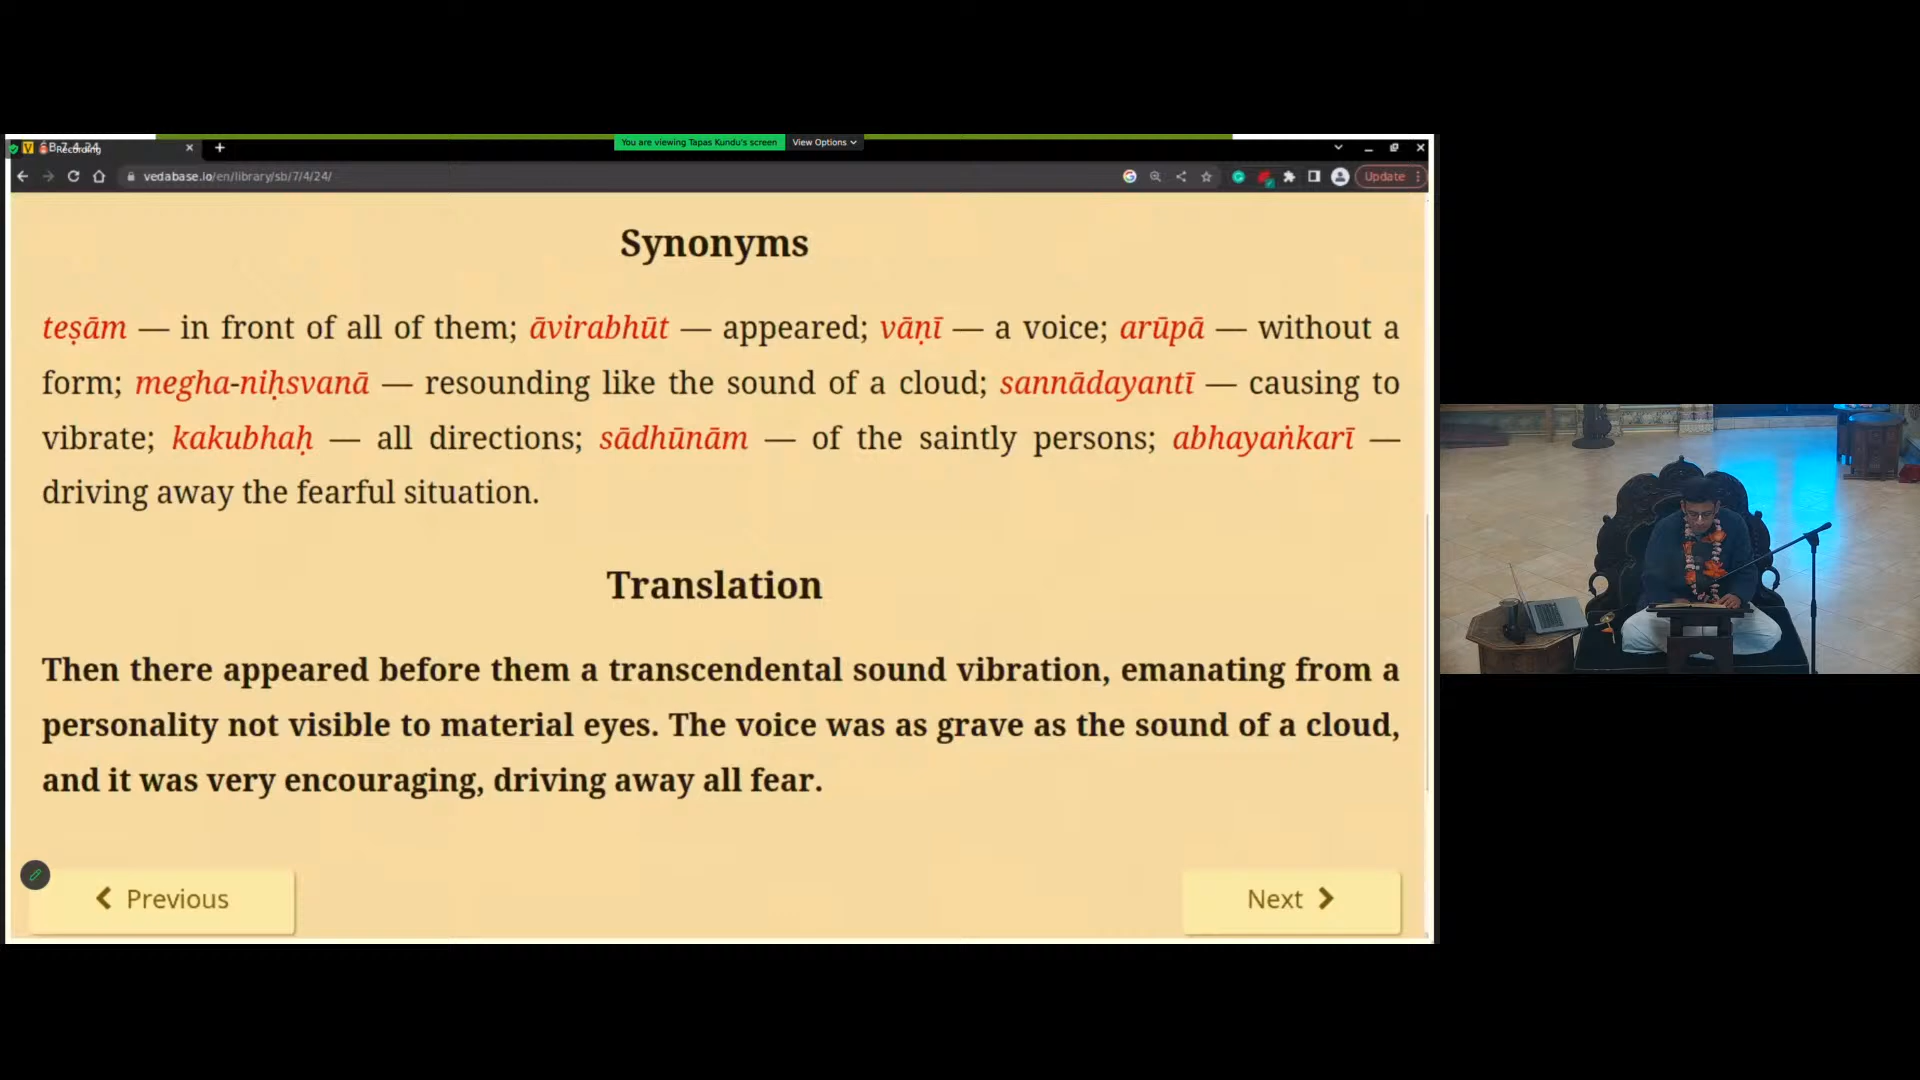 You are viewing Tapas Kundu's screen View Options
vedabase.io/en/library/sb/7/4/24/
Update
Synonyms
teṣām — in front of all of them; āvirabhūt — appeared; vāṇī — a voice; arūpā — without a
form; megha-niḥsvanā — resounding like the sound of a cloud; sannādayantī — causing to
vibrate; kakubhaḥ — all directions; sādhūnām — of the saintly persons; abhayaṅkarī —
driving away the fearful situation.
Translation
Then there appeared before them a transcendental sound vibration, emanating from a
personality not visible to material eyes. The voice was as grave as the sound of a cloud,
and it was very encouraging, driving away all fear.
Previous
Next